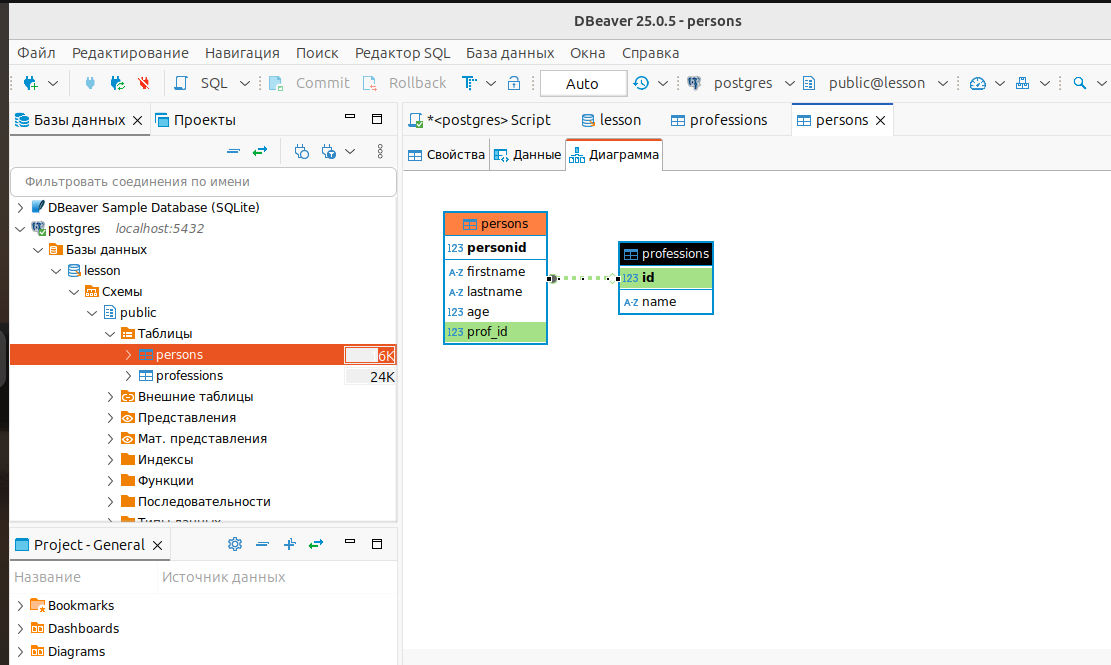 DBeaver 25.0.5 - persons
Файл Редактирование Навигация Поиск Редактор SQL База данных Окна Справка
SQL Commit Rollback Auto postgres public@lesson
Базы данных Проекты
*<postgres> Script lesson professions persons
Свойства Данные Диаграмма
Фильтровать соединения по имени
DBeaver Sample Database (SQLite)
postgres localhost:5432
Базы данных
lesson
Схемы
public
Таблицы
persons 16K
professions 24K
Внешние таблицы
Представления
Мат. представления
Индексы
Функции
Последовательности
Типы данных
persons
123 personid
A-Z firstname
A-Z lastname
123 age
123 prof_id
professions
123 id
A-Z name
Project - General
Название Источник данных
Bookmarks
Dashboards
Diagrams